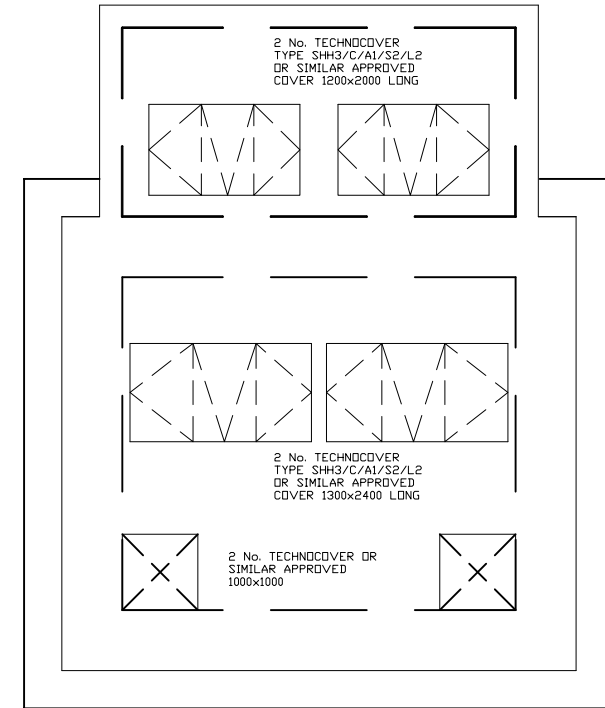 2 No. TECHNOCOVER
TYPE SHH3/C/A1/S2/L2
OR SIMILAR APPROVED
COVER 1200x2000 LONG
2 No. TECHNOCOVER
TYPE SHH3/C/A1/S2/L2
OR SIMILAR APPROVED
COVER 1300x2400 LONG
2 No. TECHNOCOVER OR
SIMILAR APPROVED
1000x1000